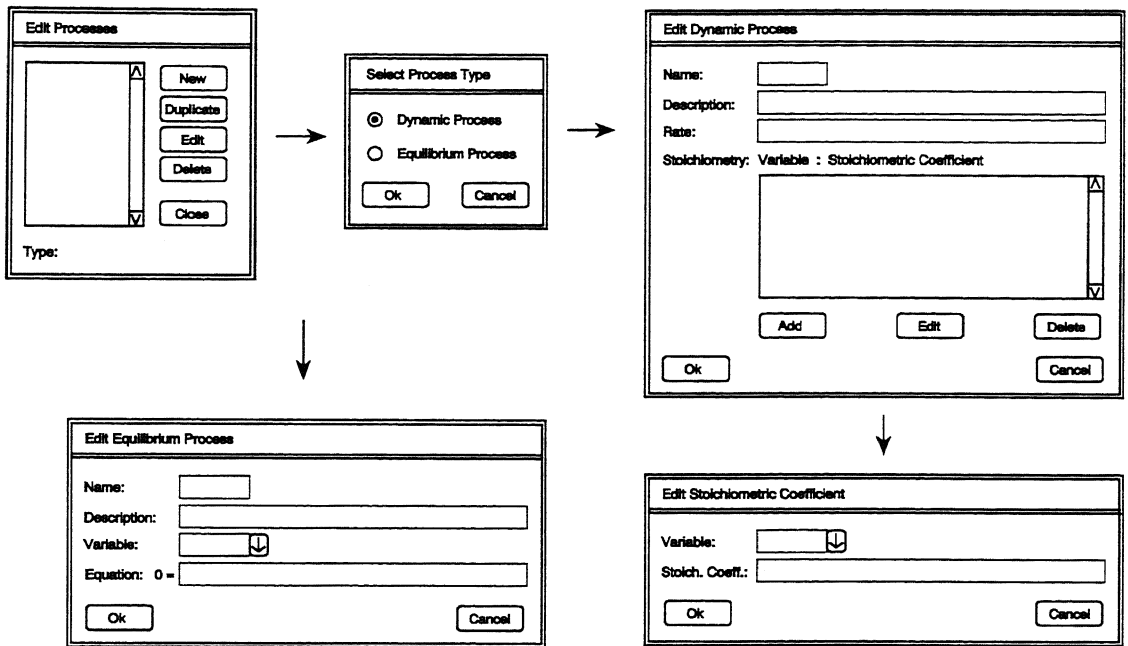 Edit Processes
New
Duplicate
Edit
Delete
Close
Type:
Select Process Type
Dynamic Process
Equilibrium Process
Ok
Cancel
Edit Dynamic Process
Name:
Description:
Rate:
Stoichiometry: Variable : Stoichiometric Coefficient
Add
Edit
Delete
Ok
Cancel
Edit Equilibrium Process
Name:
Description:
Variable:
Equation: 0 =
Ok
Cancel
Edit Stoichiometric Coefficient
Variable:
Stoich. Coeff.:
Ok
Cancel